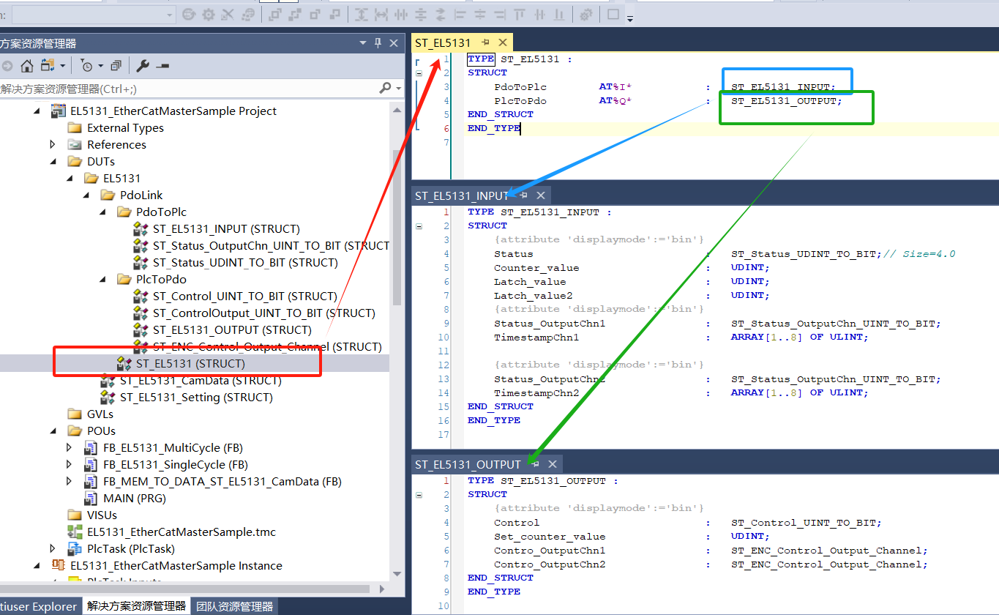 方案资源管理器
解决方案资源管理器(Ctrl+;)
EL5131_EtherCatMasterSample Project
External Types
References
DUTs
EL5131
PdoLink
PdoToPlc
ST_EL5131_INPUT (STRUCT)
ST_Status_OutputChn_UINT_TO_BIT (STRUCT
ST_Status_UDINT_TO_BIT (STRUCT)
PlcToPdo
ST_Control_UINT_TO_BIT (STRUCT)
ST_ControlOutput_UINT_TO_BIT (STRUCT)
ST_EL5131_OUTPUT (STRUCT)
ST_ENC_Control_Output_Channel (STRUCT)
ST_EL5131 (STRUCT)
ST_EL5131_CamData (STRUCT)
ST_EL5131_Setting (STRUCT)
GVLs
POUs
FB_EL5131_MultiCycle (FB)
FB_EL5131_SingleCycle (FB)
FB_MEM_TO_DATA_ST_EL5131_CamData (FB)
MAIN (PRG)
VISUs
EL5131_EtherCatMasterSample.tmc
PlcTask (PlcTask)
EL5131_EtherCatMasterSample Instance
PlcTask Inputs
tiuser Explorer 解决方案资源管理器 团队资源管理器
ST_EL5131
1 TYPE ST_EL5131 :
2 STRUCT
3 PdoToPlc AT%I* : ST_EL5131_INPUT;
4 PlcToPdo AT%Q* : ST_EL5131_OUTPUT;
5 END_STRUCT
6 END_TYPE
7
ST_EL5131_INPUT
1 TYPE ST_EL5131_INPUT :
2 STRUCT
3 {attribute 'displaymode':='bin'}
4 Status : ST_Status_UDINT_TO_BIT;// Size=4.0
5 Counter_value : UDINT;
6 Latch_value : UDINT;
7 Latch_value2 : UDINT;
8 {attribute 'displaymode':='bin'}
9 Status_OutputChn1 : ST_Status_OutputChn_UINT_TO_BIT;
10 TimestampChn1 : ARRAY[1..8] OF ULINT;
11
12 {attribute 'displaymode':='bin'}
13 Status_OutputChn2 : ST_Status_OutputChn_UINT_TO_BIT;
14 TimestampChn2 : ARRAY[1..8] OF ULINT;
15 END_STRUCT
16 END_TYPE
17
ST_EL5131_OUTPUT
1 TYPE ST_EL5131_OUTPUT :
2 STRUCT
3 {attribute 'displaymode':='bin'}
4 Control : ST_Control_UINT_TO_BIT;
5 Set_counter_value : UDINT;
6 Contro_OutputChn1 : ST_ENC_Control_Output_Channel;
7 Contro_OutputChn2 : ST_ENC_Control_Output_Channel;
8 END_STRUCT
9 END_TYPE
10